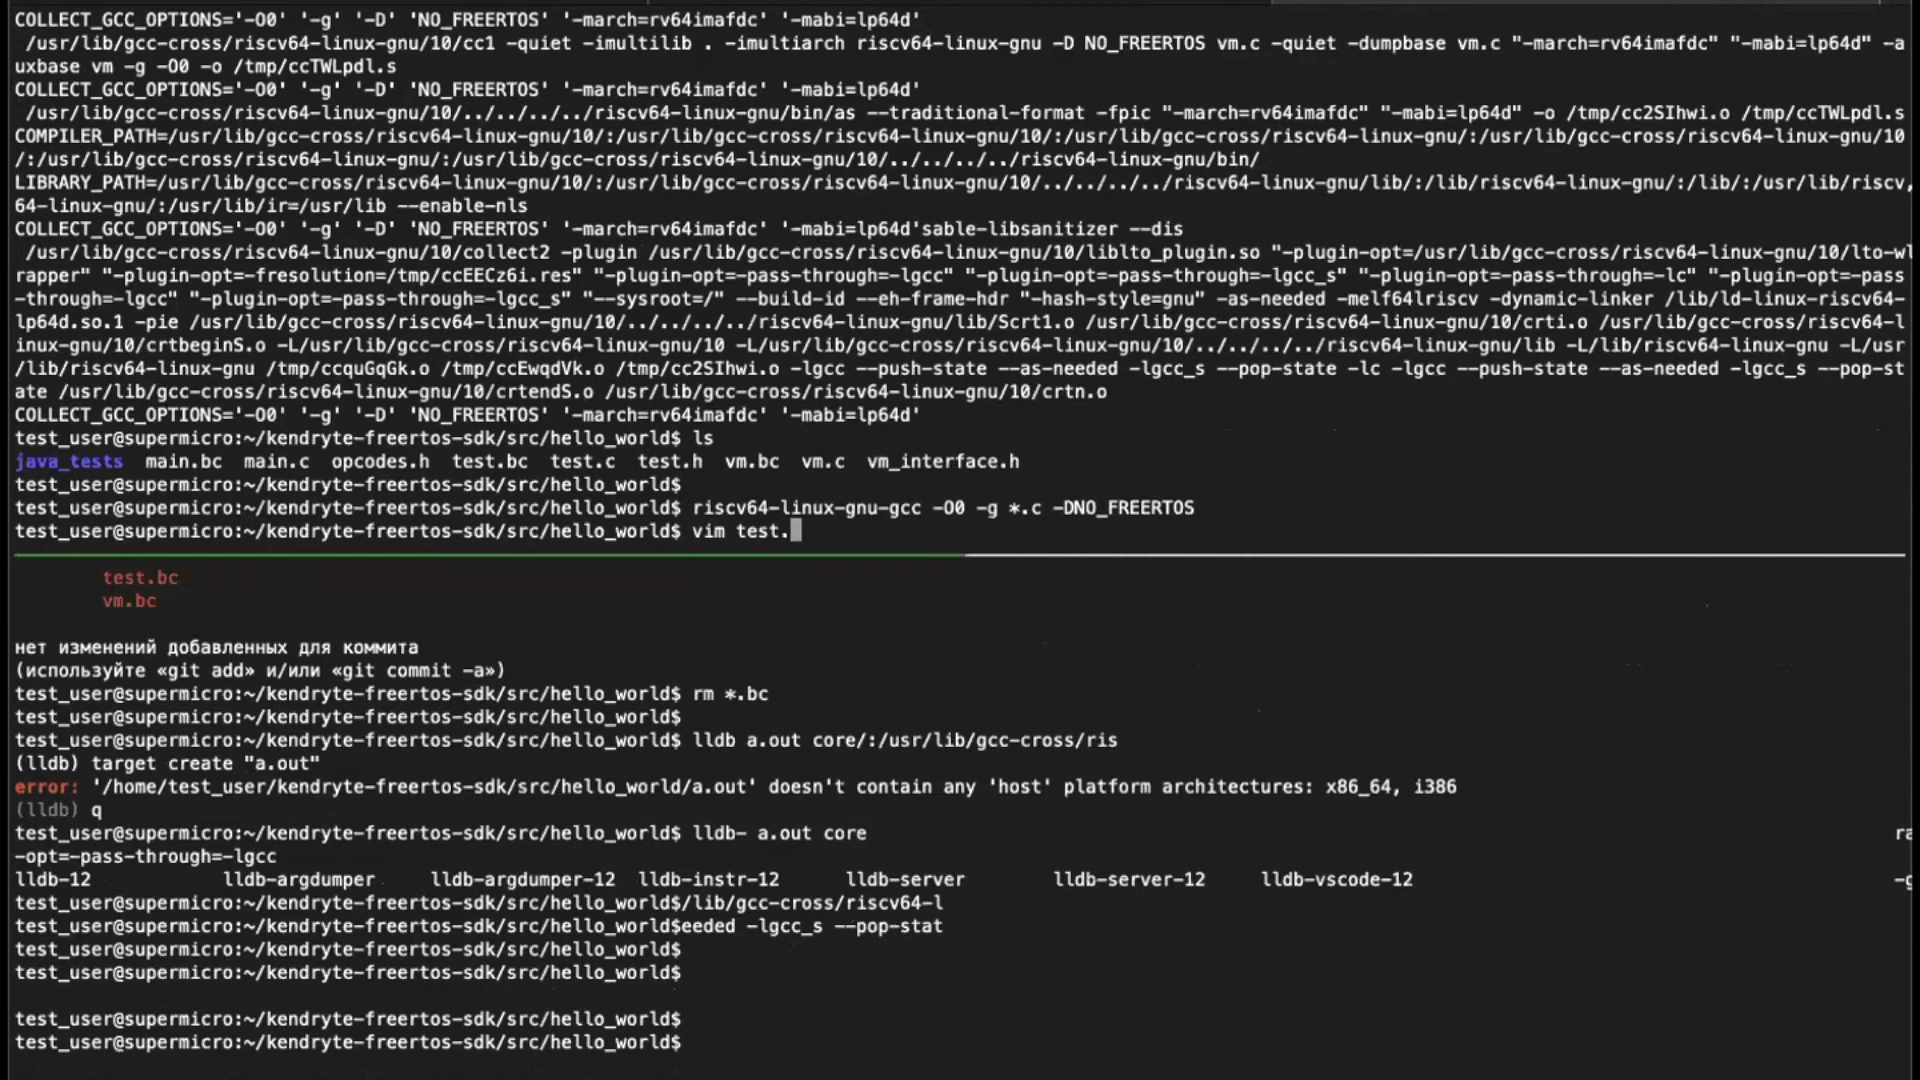 COLLECT_GCC_OPTIONS='-O0' '-g' '-D' 'NO_FREERTOS' '-march=rv64imafdc' '-mabi=lp64d'
/usr/lib/gcc-cross/riscv64-linux-gnu/10/cc1 -quiet -imultilib . -imultiarch riscv64-linux-gnu -D NO_FREERTOS vm.c -quiet -dumpbase vm.c "-march=rv64imafdc" "-mabi=lp64d" -a
uxbase vm -g -O0 -o /tmp/ccTWLpdl.s
COLLECT_GCC_OPTIONS='-O0' '-g' '-D' 'NO_FREERTOS' '-march=rv64imafdc' '-mabi=lp64d'
/usr/lib/gcc-cross/riscv64-linux-gnu/10/../../../../riscv64-linux-gnu/bin/as --traditional-format -fpic "-march=rv64imafdc" "-mabi=lp64d" -o /tmp/cc2SIhwi.o /tmp/ccTWLpdl.s
COMPILER_PATH=/usr/lib/gcc-cross/riscv64-linux-gnu/10/:/usr/lib/gcc-cross/riscv64-linux-gnu/10/:/usr/lib/gcc-cross/riscv64-linux-gnu/:/usr/lib/gcc-cross/riscv64-linux-gnu/10
/:/usr/lib/gcc-cross/riscv64-linux-gnu/:/usr/lib/gcc-cross/riscv64-linux-gnu/10/../../../../riscv64-linux-gnu/bin/
LIBRARY_PATH=/usr/lib/gcc-cross/riscv64-linux-gnu/10/:/usr/lib/gcc-cross/riscv64-linux-gnu/10/../../../../riscv64-linux-gnu/lib/:/lib/riscv64-linux-gnu/:/lib/:/usr/lib/riscv,
64-linux-gnu/:/usr/lib/ir=/usr/lib --enable-nls
COLLECT_GCC_OPTIONS='-O0' '-g' '-D' 'NO_FREERTOS' '-march=rv64imafdc' '-mabi=lp64d'sable-libsanitizer --dis
/usr/lib/gcc-cross/riscv64-linux-gnu/10/collect2 -plugin /usr/lib/gcc-cross/riscv64-linux-gnu/10/liblto_plugin.so "-plugin-opt=/usr/lib/gcc-cross/riscv64-linux-gnu/10/lto-wl
rapper" "-plugin-opt=-fresolution=/tmp/ccEECz6i.res" "-plugin-opt=-pass-through=-lgcc" "-plugin-opt=-pass-through=-lgcc_s" "-plugin-opt=-pass-through=-lc" "-plugin-opt=-pass
-through=-lgcc" "-plugin-opt=-pass-through=-lgcc_s" "--sysroot=/" --build-id --eh-frame-hdr "-hash-style=gnu" -as-needed -melf64lriscv -dynamic-linker /lib/ld-linux-riscv64-
lp64d.so.1 -pie /usr/lib/gcc-cross/riscv64-linux-gnu/10/../../../../riscv64-linux-gnu/lib/Scrt1.o /usr/lib/gcc-cross/riscv64-linux-gnu/10/crti.o /usr/lib/gcc-cross/riscv64-l
inux-gnu/10/crtbeginS.o -L/usr/lib/gcc-cross/riscv64-linux-gnu/10 -L/usr/lib/gcc-cross/riscv64-linux-gnu/10/../../../../riscv64-linux-gnu/lib -L/lib/riscv64-linux-gnu -L/usr
/lib/riscv64-linux-gnu /tmp/ccquGqGk.o /tmp/ccEwqdVk.o /tmp/cc2SIhwi.o -lgcc --push-state --as-needed -lgcc_s --pop-state -lc -lgcc --push-state --as-needed -lgcc_s --pop-st
ate /usr/lib/gcc-cross/riscv64-linux-gnu/10/crtendS.o /usr/lib/gcc-cross/riscv64-linux-gnu/10/crtn.o
COLLECT_GCC_OPTIONS='-O0' '-g' '-D' 'NO_FREERTOS' '-march=rv64imafdc' '-mabi=lp64d'
test_user@supermicro:~/kendryte-freertos-sdk/src/hello_world$ ls
java_tests main.bc main.c opcodes.h test.bc test.c test.h vm.bc vm.c vm_interface.h
test_user@supermicro:~/kendryte-freertos-sdk/src/hello_world$
test_user@supermicro:~/kendryte-freertos-sdk/src/hello_world$ riscv64-linux-gnu-gcc -O0 -g *.c -DNO_FREERTOS
test_user@supermicro:~/kendryte-freertos-sdk/src/hello_world$ vim test.
test.bc
vm.bc
нет изменений добавленных для коммита
(используйте «git add» и/или «git commit -a»)
test_user@supermicro:~/kendryte-freertos-sdk/src/hello_world$ rm *.bc
test_user@supermicro:~/kendryte-freertos-sdk/src/hello_world$
test_user@supermicro:~/kendryte-freertos-sdk/src/hello_world$ lldb a.out core/:/usr/lib/gcc-cross/ris
(lldb) target create "a.out"
error: '/home/test_user/kendryte-freertos-sdk/src/hello_world/a.out' doesn't contain any 'host' platform architectures: x86_64, i386
(lldb) q
test_user@supermicro:~/kendryte-freertos-sdk/src/hello_world$ lldb- a.out core ra
-opt=-pass-through=-lgcc
lldb-12 lldb-argdumper lldb-argdumper-12 lldb-instr-12 lldb-server lldb-server-12 lldb-vscode-12 -g
test_user@supermicro:~/kendryte-freertos-sdk/src/hello_world$/lib/gcc-cross/riscv64-l
test_user@supermicro:~/kendryte-freertos-sdk/src/hello_world$eeded -lgcc_s --pop-stat
test_user@supermicro:~/kendryte-freertos-sdk/src/hello_world$
test_user@supermicro:~/kendryte-freertos-sdk/src/hello_world$
test_user@supermicro:~/kendryte-freertos-sdk/src/hello_world$
test_user@supermicro:~/kendryte-freertos-sdk/src/hello_world$